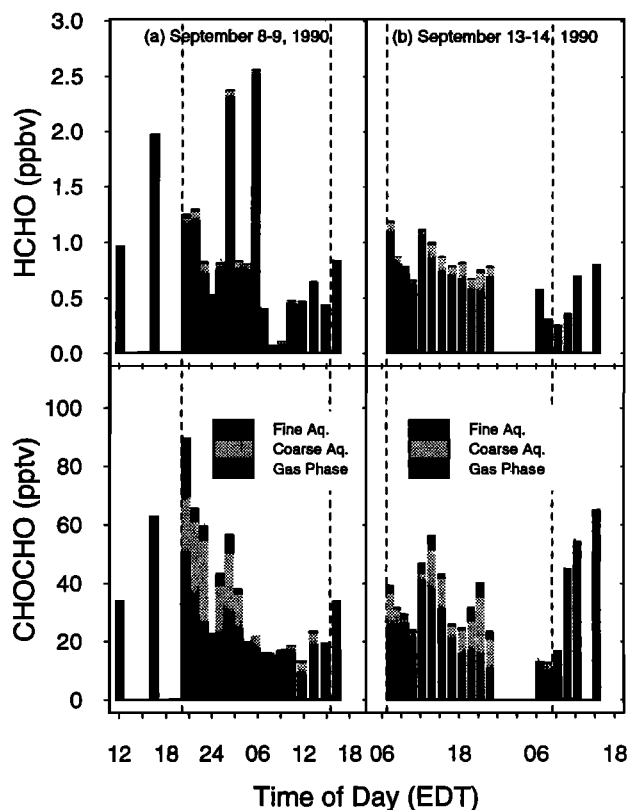 (a) September 8-9, 1990
(b) September 13-14, 1990
3.0
2.5
2.0
1.5
1.0
0.5
0.0
HCHO (ppbv)
100
80
60
40
20
0
CHOCHO (pptv)
Fine Aq.
Coarse Aq.
Gas Phase
Fine Aq.
Coarse Aq.
Gas Phase
12 18 24 06 12 18 06 18 06 18
Time of Day (EDT)